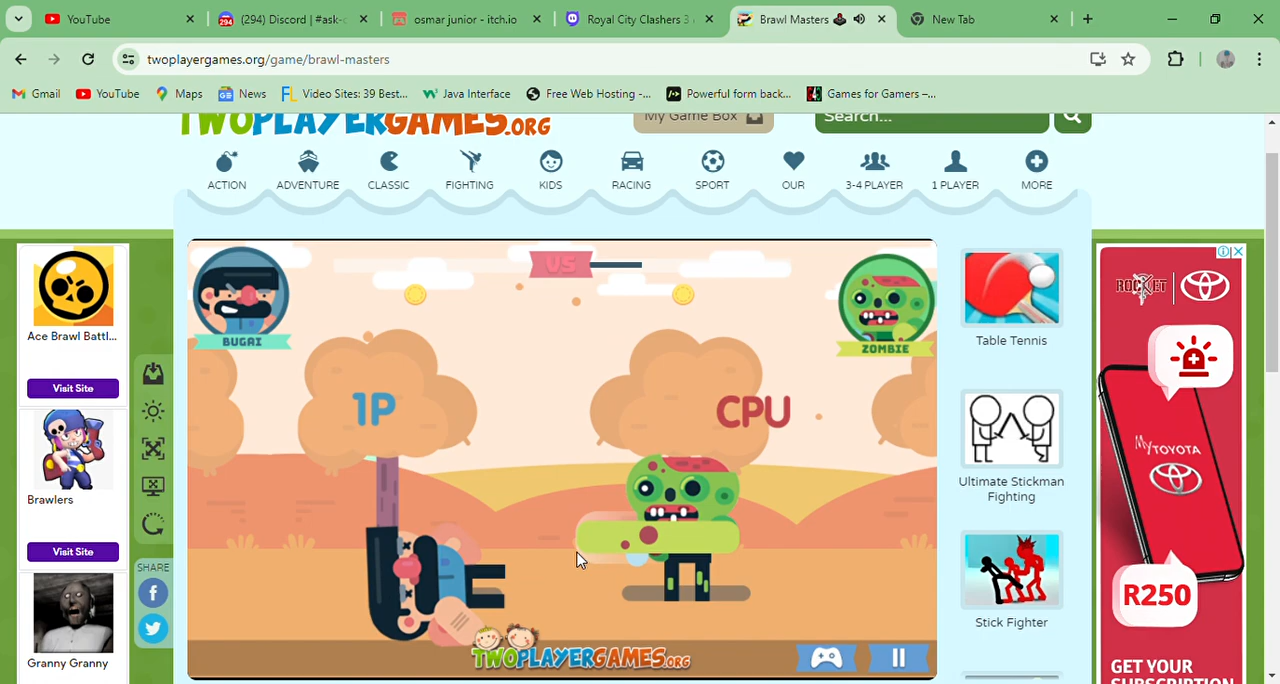 YouTube
(294) Discord | #ask-c
osmar junior - itch.io
Royal City Clashers 3
Brawl Masters
New Tab
twoplayergames.org/game/brawl-masters
Gmail
YouTube
Maps
News
Video Sites: 39 Best...
Java Interface
Free Web Hosting -...
Powerful form back...
Games for Gamers –...
TWOPLAYERGAMES.ORG
My Game Box
Search...
ACTION
ADVENTURE
CLASSIC
FIGHTING
KIDS
RACING
SPORT
OUR
3-4 PLAYER
1 PLAYER
MORE
Ace Brawl Battl...
Visit Site
Brawlers
Visit Site
Granny Granny
SHARE
BUGAI
VS
ZOMBIE
1P
CPU
TWOPLAYERGAMES.ORG
Table Tennis
Ultimate Stickman
Fighting
Stick Fighter
ROCKET
TOYOTA
MYTOYOTA
R250
GET YOUR
SUBSCRIPTION